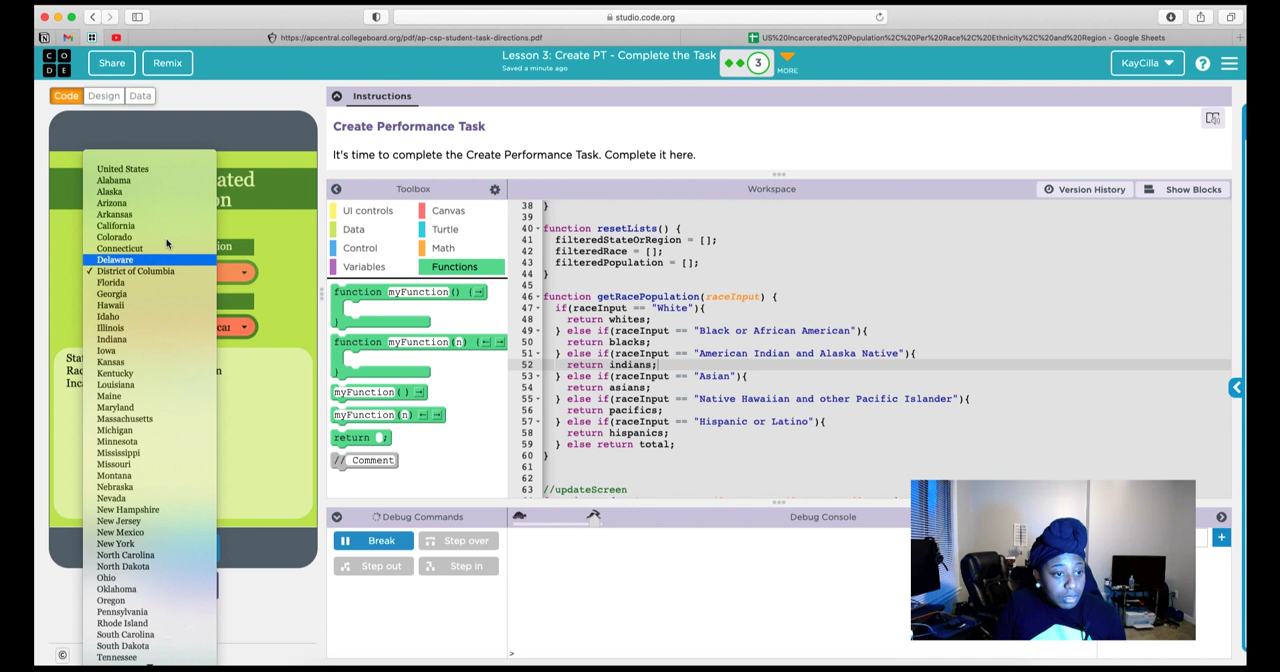 studio.code.org
https://apcentral.collegeboard.org/pdf/ap-csp-student-task-directions.pdf
US%20Incarcerated%20Population%2C%20Per%20Race%2C%20Ethnicity%2C%20and%20Region - Google Sheets
C O
D E
Share
Remix
Lesson 3: Create PT - Complete the Task
Saved a minute ago
3
MORE
KayCilla
Code
Design
Data
Instructions
Create Performance Task
It's time to complete the Create Performance Task. Complete it here.
Toolbox
Workspace
Version History
Show Blocks
United States
Alabama
Alaska
Arizona
Arkansas
California
Colorado
Connecticut
Delaware
✓ District of Columbia
Florida
Georgia
Hawaii
Idaho
Illinois
Indiana
Iowa
Kansas
Kentucky
Louisiana
Maine
Maryland
Massachusetts
Michigan
Minnesota
Mississippi
Missouri
Montana
Nebraska
Nevada
New Hampshire
New Jersey
New Mexico
New York
North Carolina
North Dakota
Ohio
Oklahoma
Oregon
Pennsylvania
Rhode Island
South Carolina
South Dakota
Tennessee
ated
n
ion
Stat
Rac
Inc
n
UI controls
Canvas
Data
Turtle
Control
Math
Variables
Functions
function myFunction() {
}
function myFunction(n) {
}
myFunction()
myFunction(n)
return ;
// Comment
38 }
39
40 function resetLists() {
41 filteredStateOrRegion = [];
42 filteredRace = [];
43 filteredPopulation = [];
44 }
45
46 function getRacePopulation(raceInput) {
47 if(raceInput == "White"){
48 return whites;
49 } else if(raceInput == "Black or African American"){
50 return blacks;
51 } else if(raceInput == "American Indian and Alaska Native"){
52 return indians;
53 } else if(raceInput == "Asian"){
54 return asians;
55 } else if(raceInput == "Native Hawaiian and other Pacific Islander"){
56 return pacifics;
57 } else if(raceInput == "Hispanic or Latino"){
58 return hispanics;
59 } else return total;
60 }
61
62
63 //updateScreen
Debug Commands
Debug Console
Break
Step over
Step out
Step in
>
©